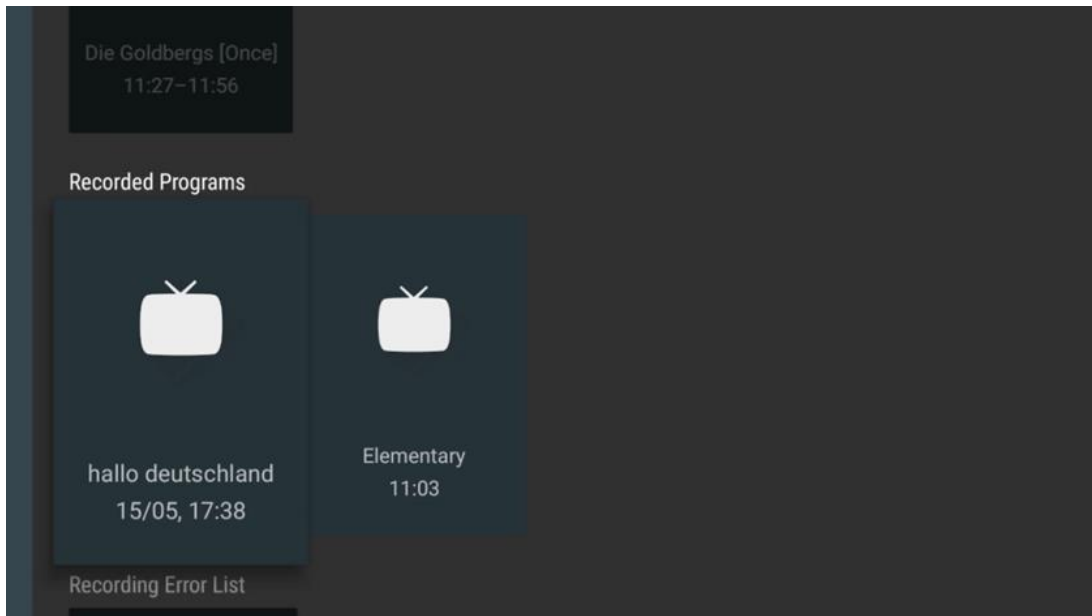 Die Goldbergs [Once]
11:27–11:56
Recorded Programs
hallo deutschland
15/05, 17:38
Elementary
11:03
Recording Error List